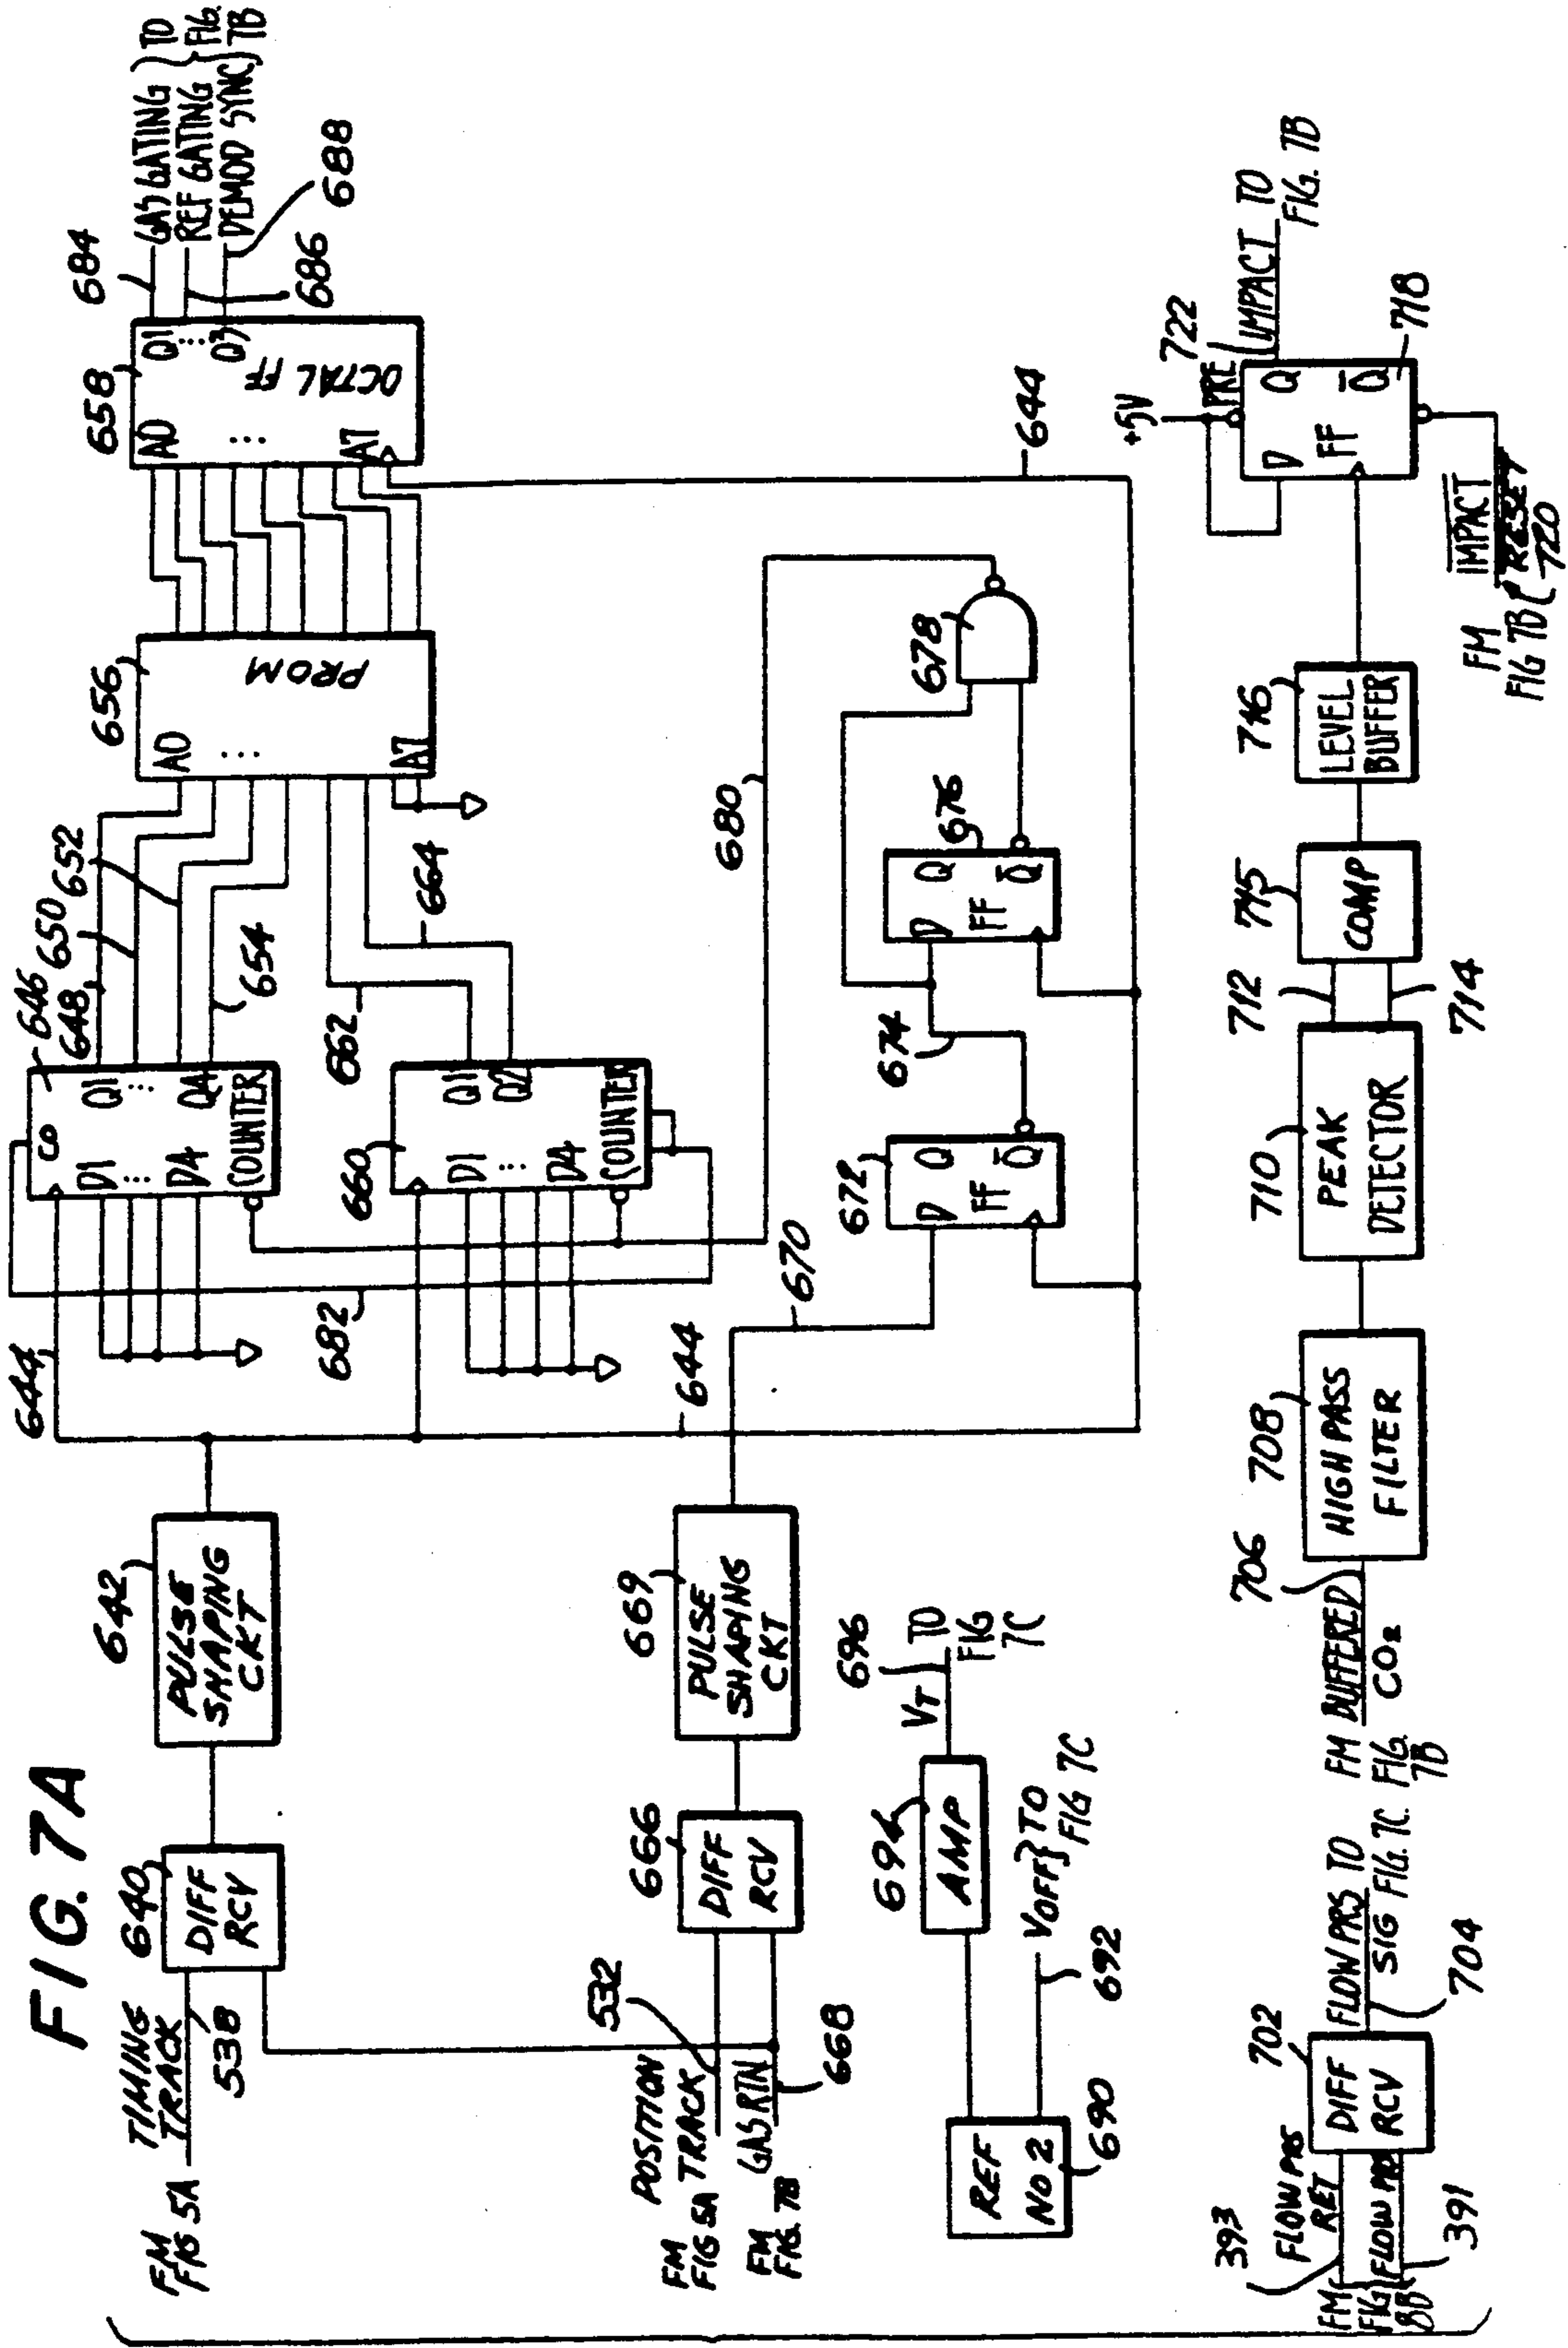 FIG. 7A
FM
FIG 5A
TIMING
TRACK
538
640
DIFF
RCV
642
PULSE
SHAPING
CKT
644
646
648
650
652
654
C0
D1
...
D4
Q1
...
Q4
COUNTER
656
A0
...
A7
PROM
658
A0
...
A7
Q1
...
Q3
OCTAL FF
684
686
688
GAS GATING
REF GATING
DEMOD SYNC
TO
FIG.
7B
682
660
D1
...
D4
Q1
Q2
COUNTER
662
664
680
POSITION
TRACK
532
FM
FIG 5A
FM
FIG. 7B
GAS RTN
668
666
DIFF
RCV
669
PULSE
SHAPING
CKT
644
670
672
D
Q
FF
Q̅
674
676
D
Q
FF
Q̅
678
644
REF
NO 2
690
692
VOFF } TO
FIG 7C
694
AMP
VT
696
TO
FIG
7C
393
FLOW PRS
RET
FM
FIG
8B
FLOW PRS
391
702
DIFF
RCV
FLOW PRS TO
SIG FIG. 7C.
704
FM BUFFERED
FIG. CO2
7B
706
708
HIGH PASS
FILTER
710
PEAK
DETECTOR
712
714
715
COMP
716
LEVEL
BUFFER
+5V
PRE
D
Q
FF
Q̅
718
722
IMPACT TO
FIG. 7B
IMPACT
RESET
720
FM
FIG 7B